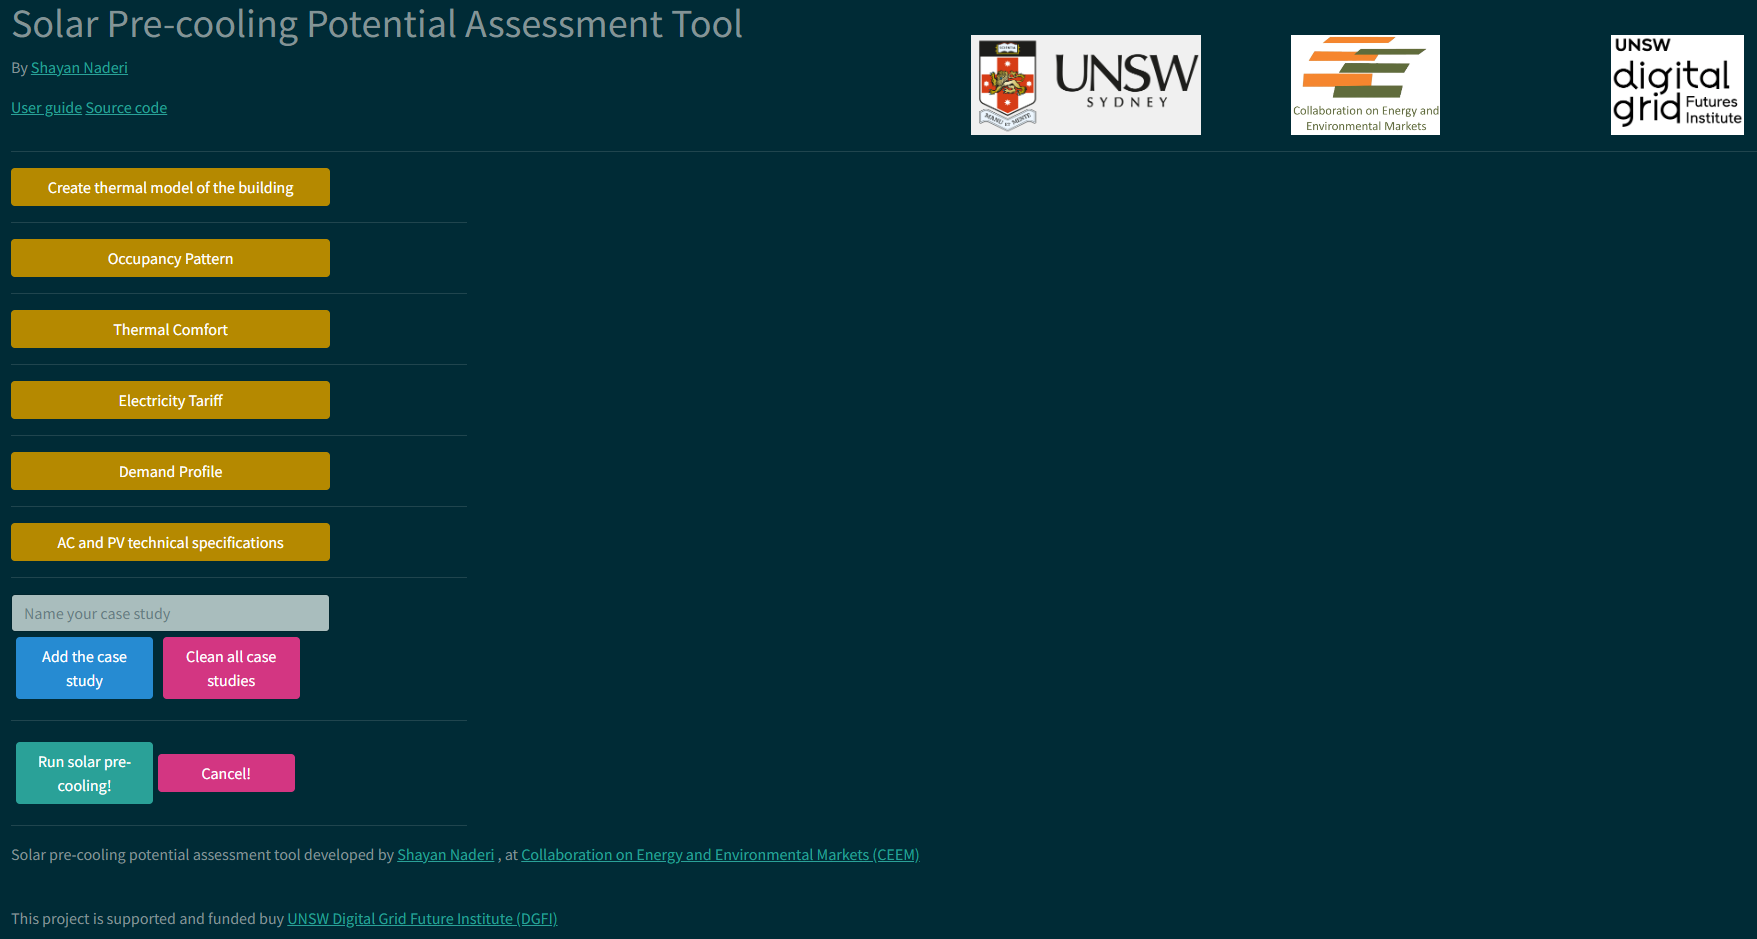 Solar Pre-cooling Potential Assessment Tool
By Shayan Naderi
User guide Source code
UNSW
SYDNEY
MANU ET MENTE
Collaboration on Energy and
Environmental Markets
UNSW
digital
grid Futures
Institute
Create thermal model of the building
Occupancy Pattern
Thermal Comfort
Electricity Tariff
Demand Profile
AC and PV technical specifications
Name your case study
Add the case
study
Clean all case
studies
Run solar pre-
cooling!
Cancel!
Solar pre-cooling potential assessment tool developed by Shayan Naderi , at Collaboration on Energy and Environmental Markets (CEEM)
This project is supported and funded buy UNSW Digital Grid Future Institute (DGFI)